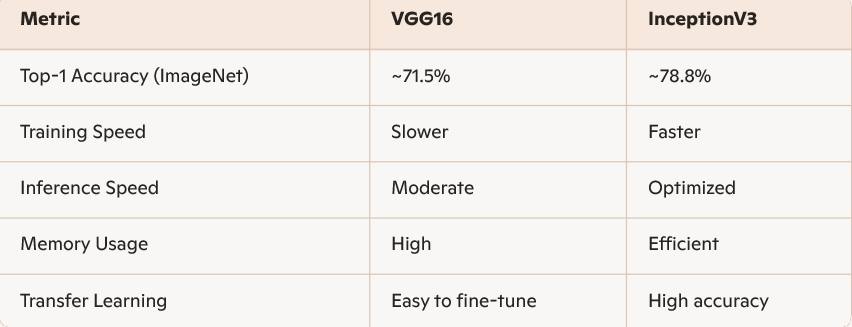 Metric VGG16 InceptionV3
Top-1 Accuracy (ImageNet) ~71.5% ~78.8%
Training Speed Slower Faster
Inference Speed Moderate Optimized
Memory Usage High Efficient
Transfer Learning Easy to fine-tune High accuracy